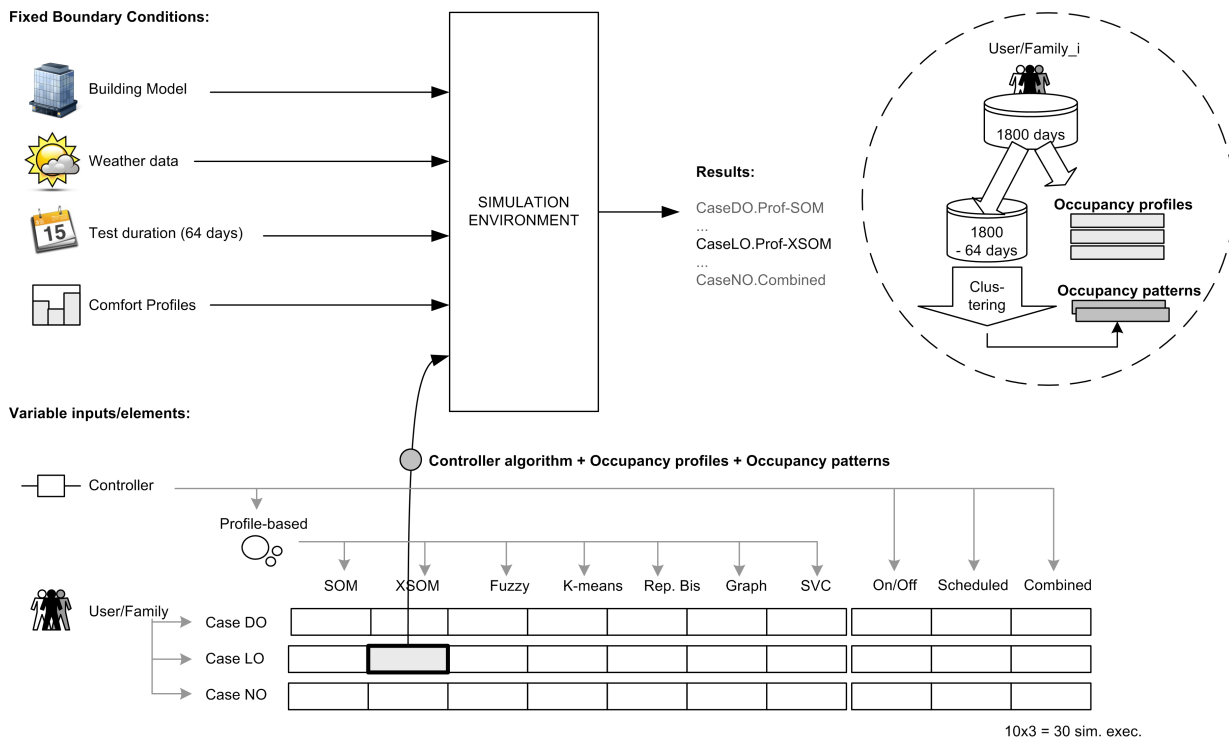 Fixed Boundary Conditions:
Building Model
Weather data
15
Test duration (64 days)
Comfort Profiles
SIMULATION
ENVIRONMENT
Results:
CaseDO.Prof-SOM
...
CaseLO.Prof-XSOM
...
CaseNO.Combined
User/Family_i
1800 days
1800
- 64 days
Occupancy profiles
Clus-
tering
Occupancy patterns
Variable inputs/elements:
Controller algorithm + Occupancy profiles + Occupancy patterns
Controller
Profile-based
SOM XSOM Fuzzy K-means Rep. Bis Graph SVC On/Off Scheduled Combined
User/Family
Case DO
Case LO
Case NO
10x3 = 30 sim. exec.